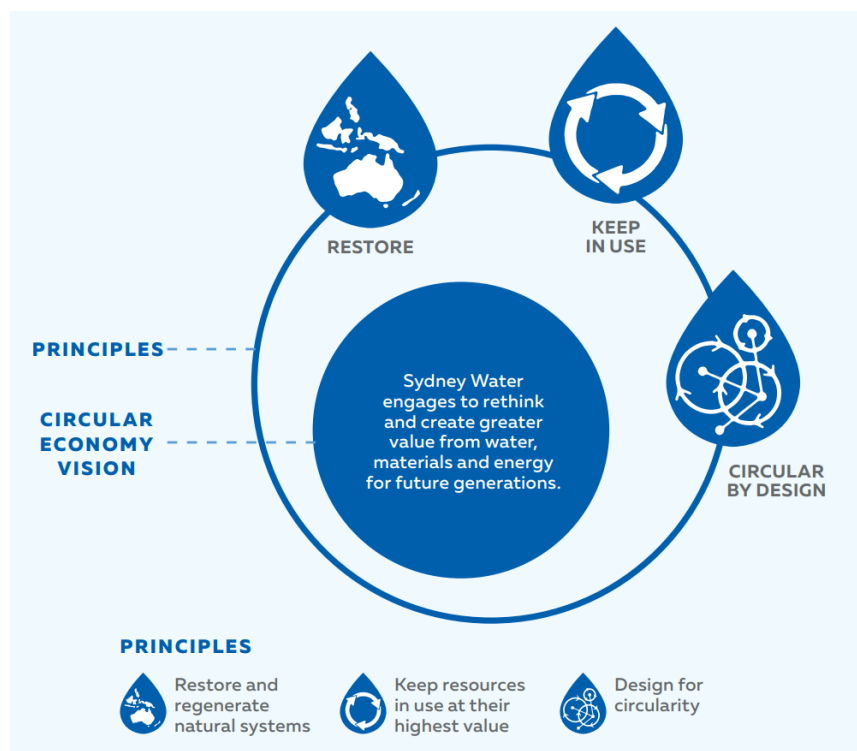 RESTORE
KEEP
IN USE
PRINCIPLES
CIRCULAR
ECONOMY
VISION
Sydney Water
engages to rethink
and create greater
value from water,
materials and energy
for future generations.
CIRCULAR
BY DESIGN
PRINCIPLES
Restore and
regenerate
natural systems
Keep resources
in use at their
highest value
Design for
circularity